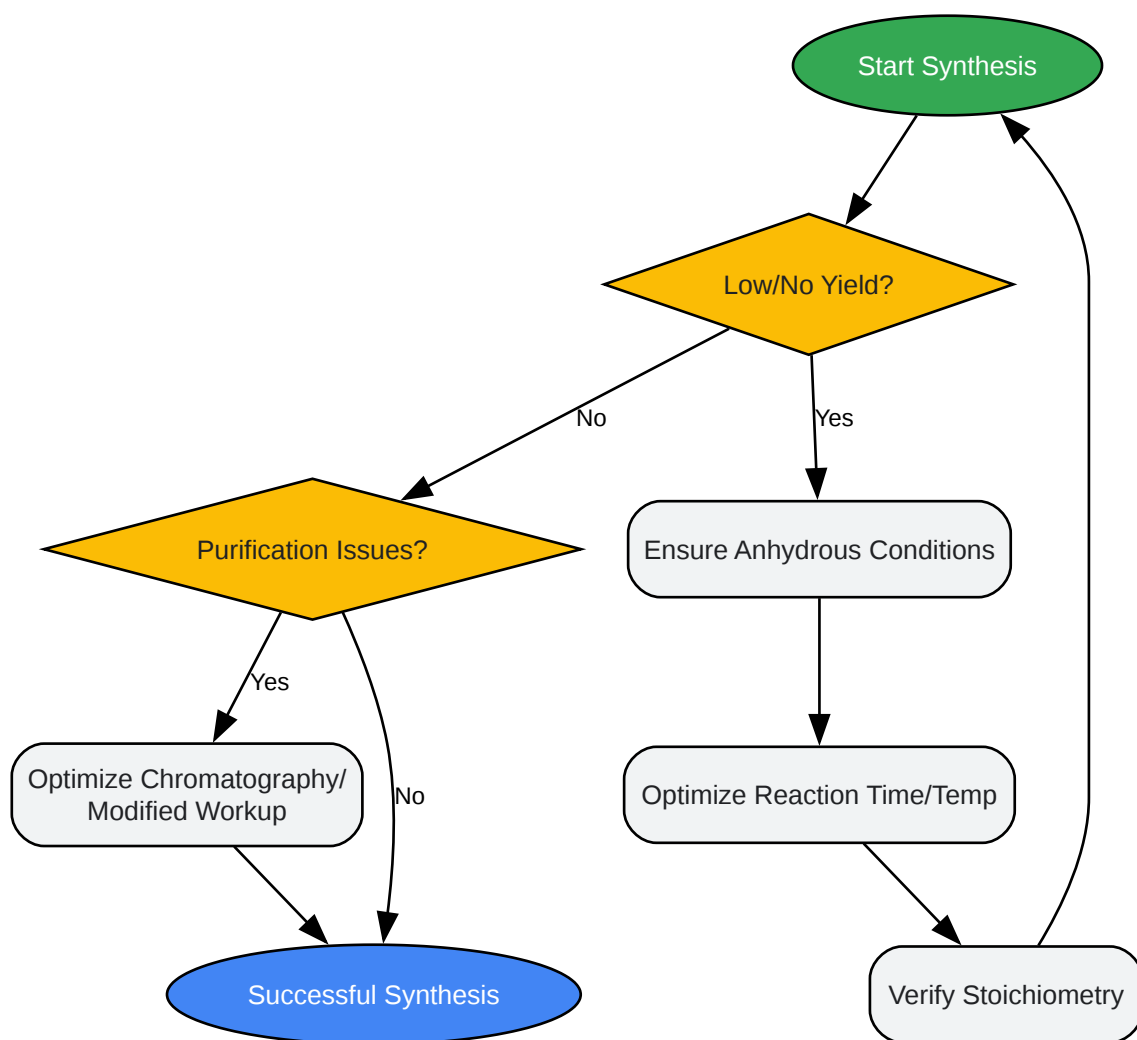 Start Synthesis
Low/No Yield?
No
Yes
Purification Issues?
Ensure Anhydrous Conditions
Yes
No
Optimize Chromatography/
Modified Workup
Optimize Reaction Time/Temp
Successful Synthesis
Verify Stoichiometry